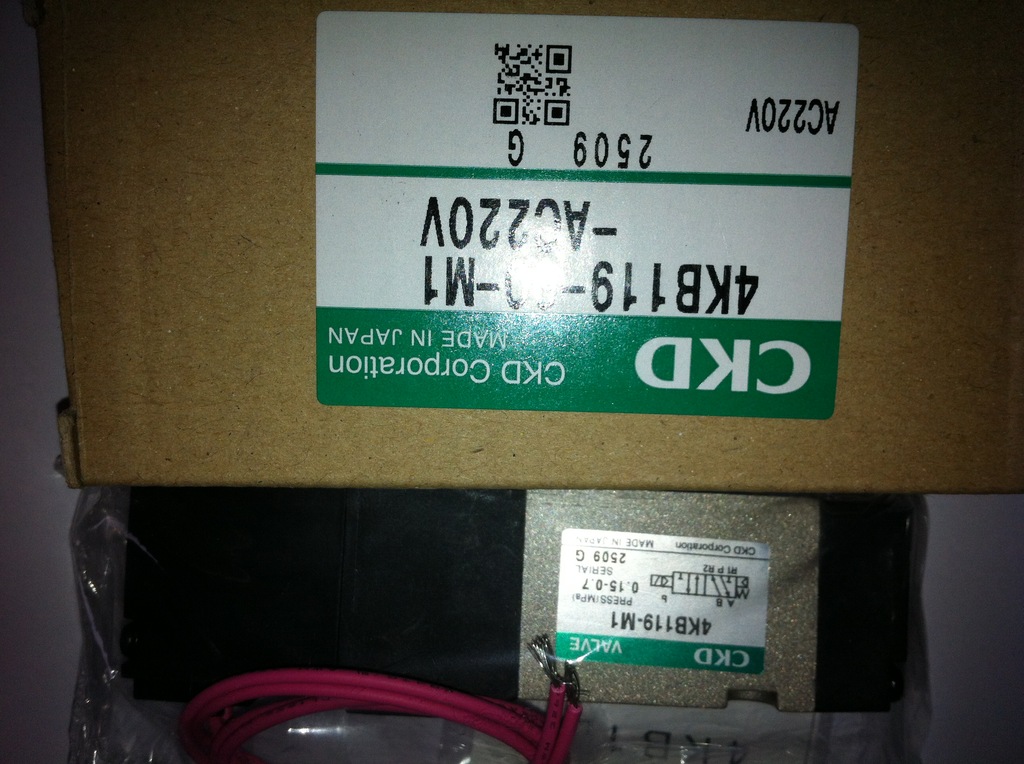 CKD
CKD Corporation
MADE IN JAPAN
4KB119- -M1
-AC220V
2509 G
AC220V
CKD VALVE
4KB119-M1
A B
b
R1 P R2
PRESS(MPa)
0.15-0.7
SERIAL
2509 G
CKD Corporation MADE IN JAPAN